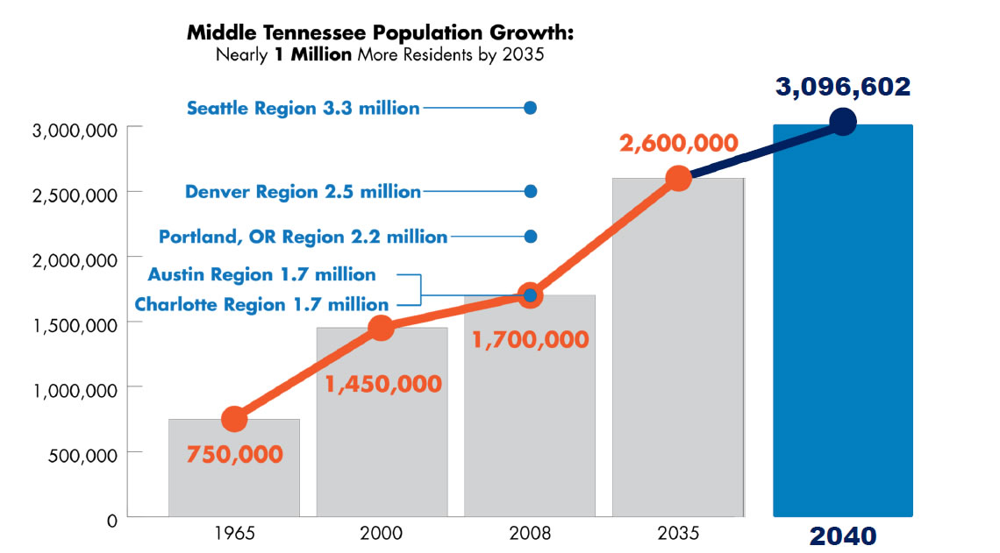 Middle Tennessee Population Growth:
Nearly 1 Million More Residents by 2035
3,096,602
Seattle Region 3.3 million
3,000,000
2,600,000
Denver Region 2.5 million
2,500,000
Portland, OR Region 2.2 million
2,000,000
Austin Region 1.7 million
Charlotte Region 1.7 million
1,500,000
1,700,000
1,450,000
1,000,000
750,000
500,000
0
1965 2000 2008 2035 2040